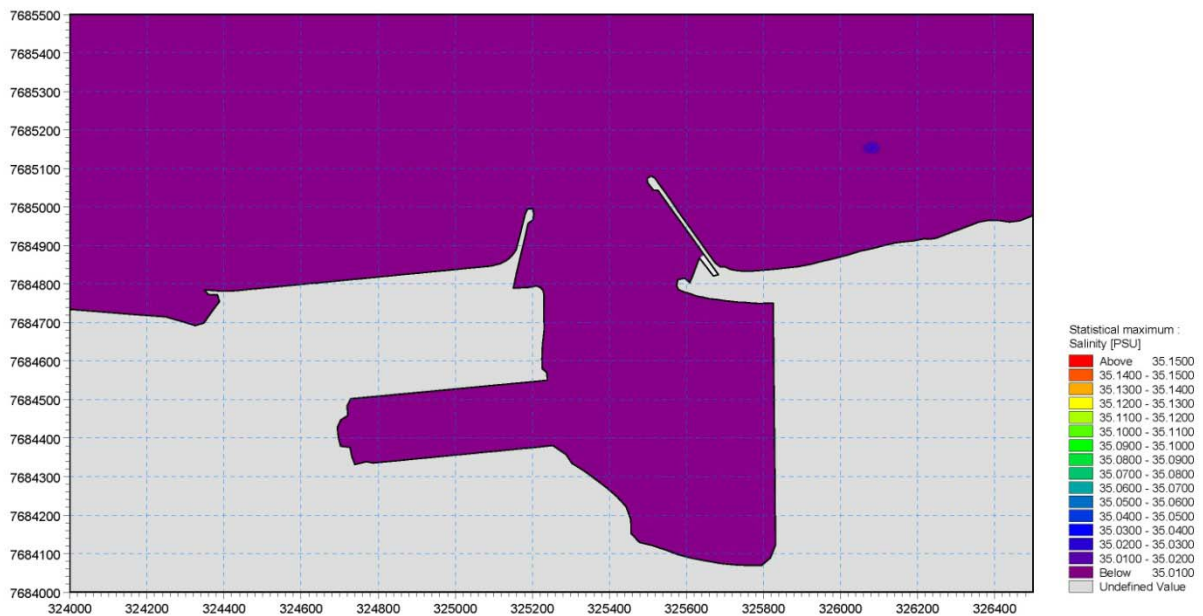 7685500
7685400
7685300
7685200
7685100
7685000
7684900
7684800
7684700
7684600
7684500
7684400
7684300
7684200
7684100
7684000
324000 324200 324400 324600 324800 325000 325200 325400 325600 325800 326000 326200 326400
Statistical maximum :
Salinity [PSU]
Above 35.1500
35.1400 - 35.1500
35.1300 - 35.1400
35.1200 - 35.1300
35.1100 - 35.1200
35.1000 - 35.1100
35.0900 - 35.1000
35.0800 - 35.0900
35.0700 - 35.0800
35.0600 - 35.0700
35.0500 - 35.0600
35.0400 - 35.0500
35.0300 - 35.0400
35.0200 - 35.0300
35.0100 - 35.0200
Below 35.0100
Undefined Value